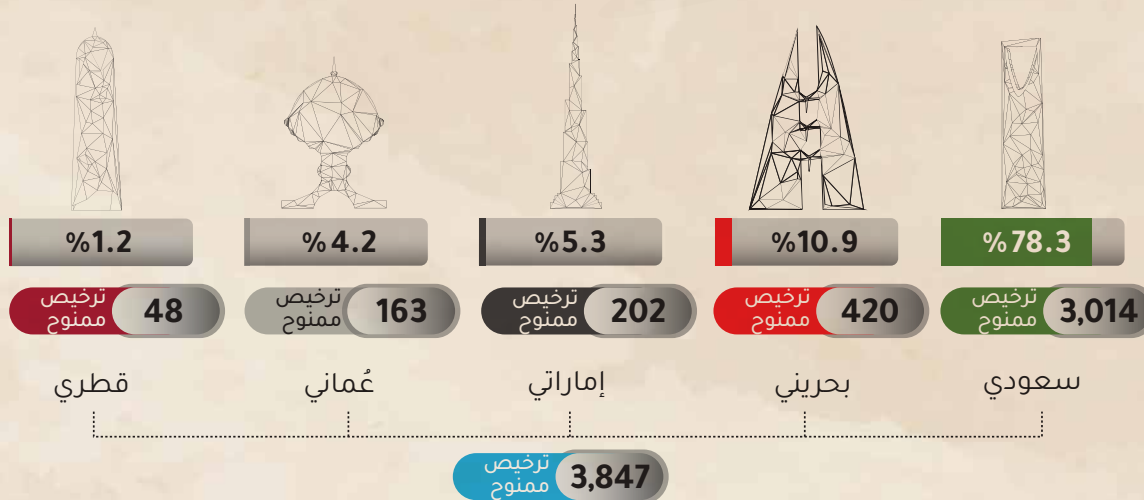 %78.3
%10.9
%5.3
%4.2
%1.2
ترخيص
ممنوح
3,014
ترخيص
ممنوح
420
ترخيص
ممنوح
202
ترخيص
ممنوح
163
ترخيص
ممنوح
48
سعودي
بحريني
إماراتي
عُماني
قطري
ترخيص
ممنوح
3,847